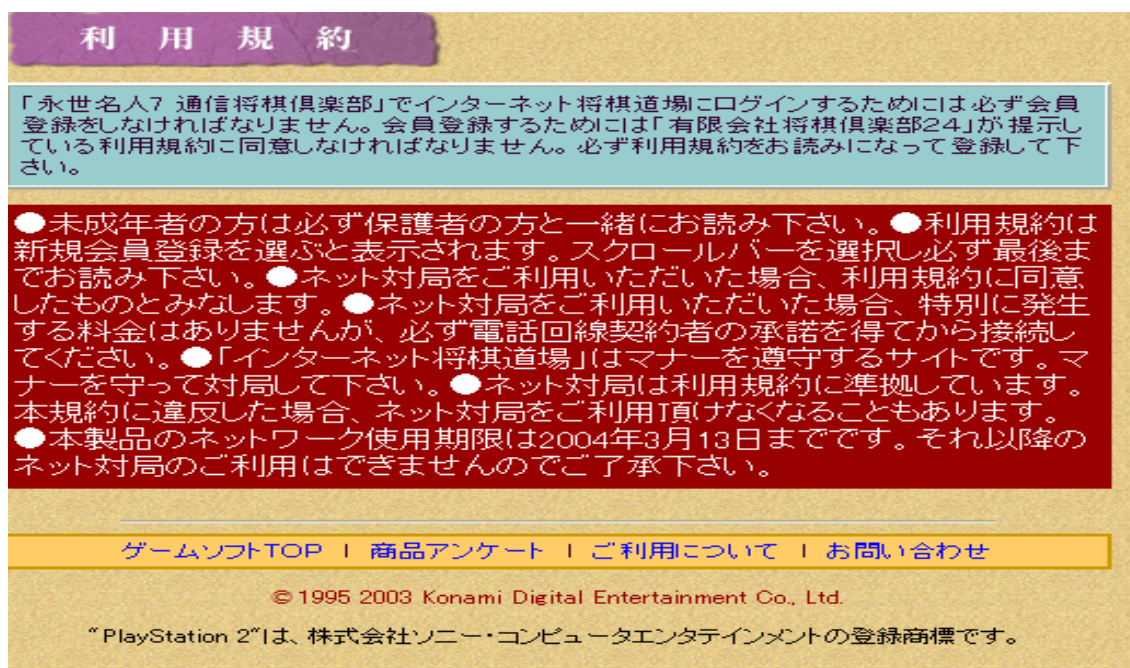 利用規約
「永世名人7 通信将棋倶楽部」でインターネット将棋道場にログインするためには必ず会員
登録をしなければなりません。会員登録するためには「有限会社将棋倶楽部24」が提示し
ている利用規約に同意しなければなりません。必ず利用規約をお読みになって登録して下
さい。
●未成年者の方は必ず保護者の方と一緒にお読み下さい。●利用規約は
新規会員登録を選ぶと表示されます。スクロールバーを選択し必ず最後ま
でお読み下さい。●ネット対局をご利用いただいた場合、利用規約に同意
したものとみなします。●ネット対局をご利用いただいた場合、特別に発生
する料金はありませんが、必ず電話回線契約者の承諾を得てから接続し
てください。●「インターネット将棋道場」はマナーを遵守するサイトです。マ
ナーを守って対局して下さい。●ネット対局は利用規約に準拠しています。
本規約に違反した場合、ネット対局をご利用頂けなくなることもあります。
●本製品のネットワーク使用期限は2004年3月13日までです。それ以降の
ネット対局のご利用はできませんのでご了承下さい。
ゲームソフトTOP | 商品アンケート | ご利用について | お問い合わせ
©1995 2003 Konami Digital Entertainment Co., Ltd.
"PlayStation 2"は、株式会社ソニー・コンピュータエンタテインメントの登録商標です。